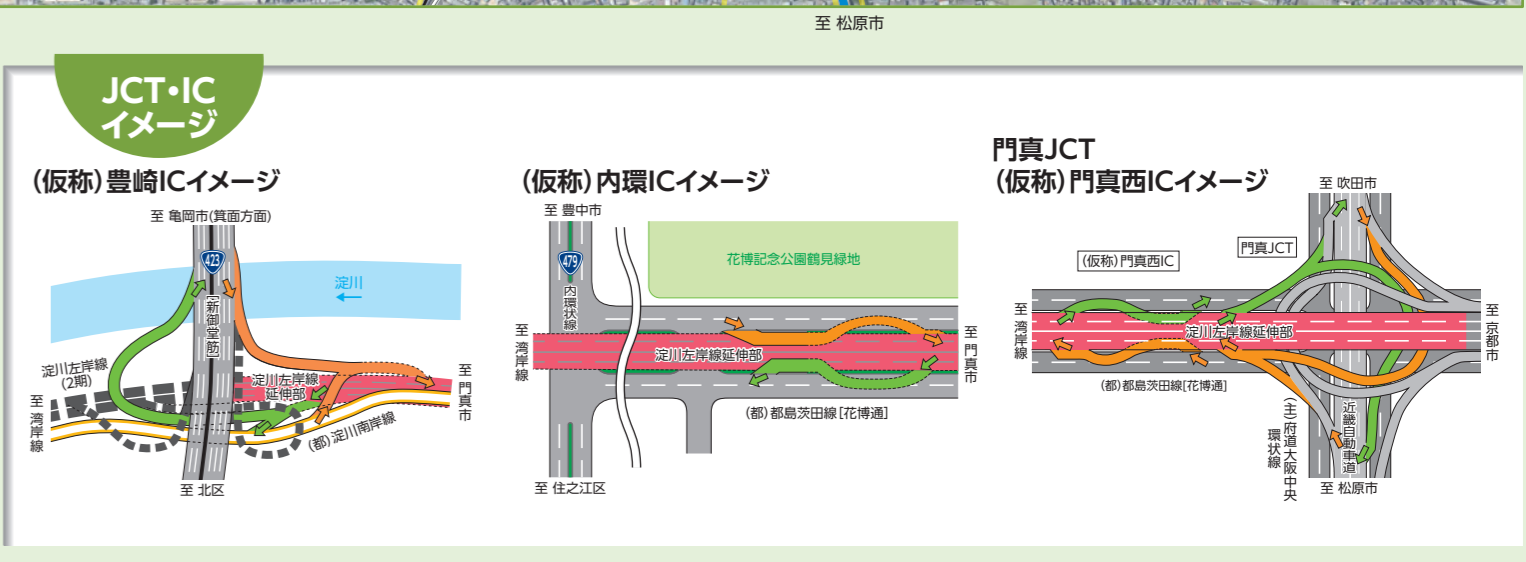 至 松原市
JCT・IC
イメージ
(仮称)豊崎ICイメージ
至 亀岡市(箕面方面)
423
新御堂筋
淀川
淀川左岸線
(2期)
至 湾岸線
淀川左岸線
延伸部
至 門真市
(都)淀川南岸線
至 北区
(仮称)内環ICイメージ
至 豊中市
479
内環状線
花博記念公園鶴見緑地
至 湾岸線
淀川左岸線延伸部
至 門真市
(都)都島茨田線[花博通]
至 住之江区
門真JCT
(仮称)門真西ICイメージ
至 吹田市
(仮称)門真西IC
門真JCT
至 湾岸線
淀川左岸線延伸部
至 京都市
(都)都島茨田線[花博通]
(主)府道大阪中央
環状線
近畿自動車道
至 松原市